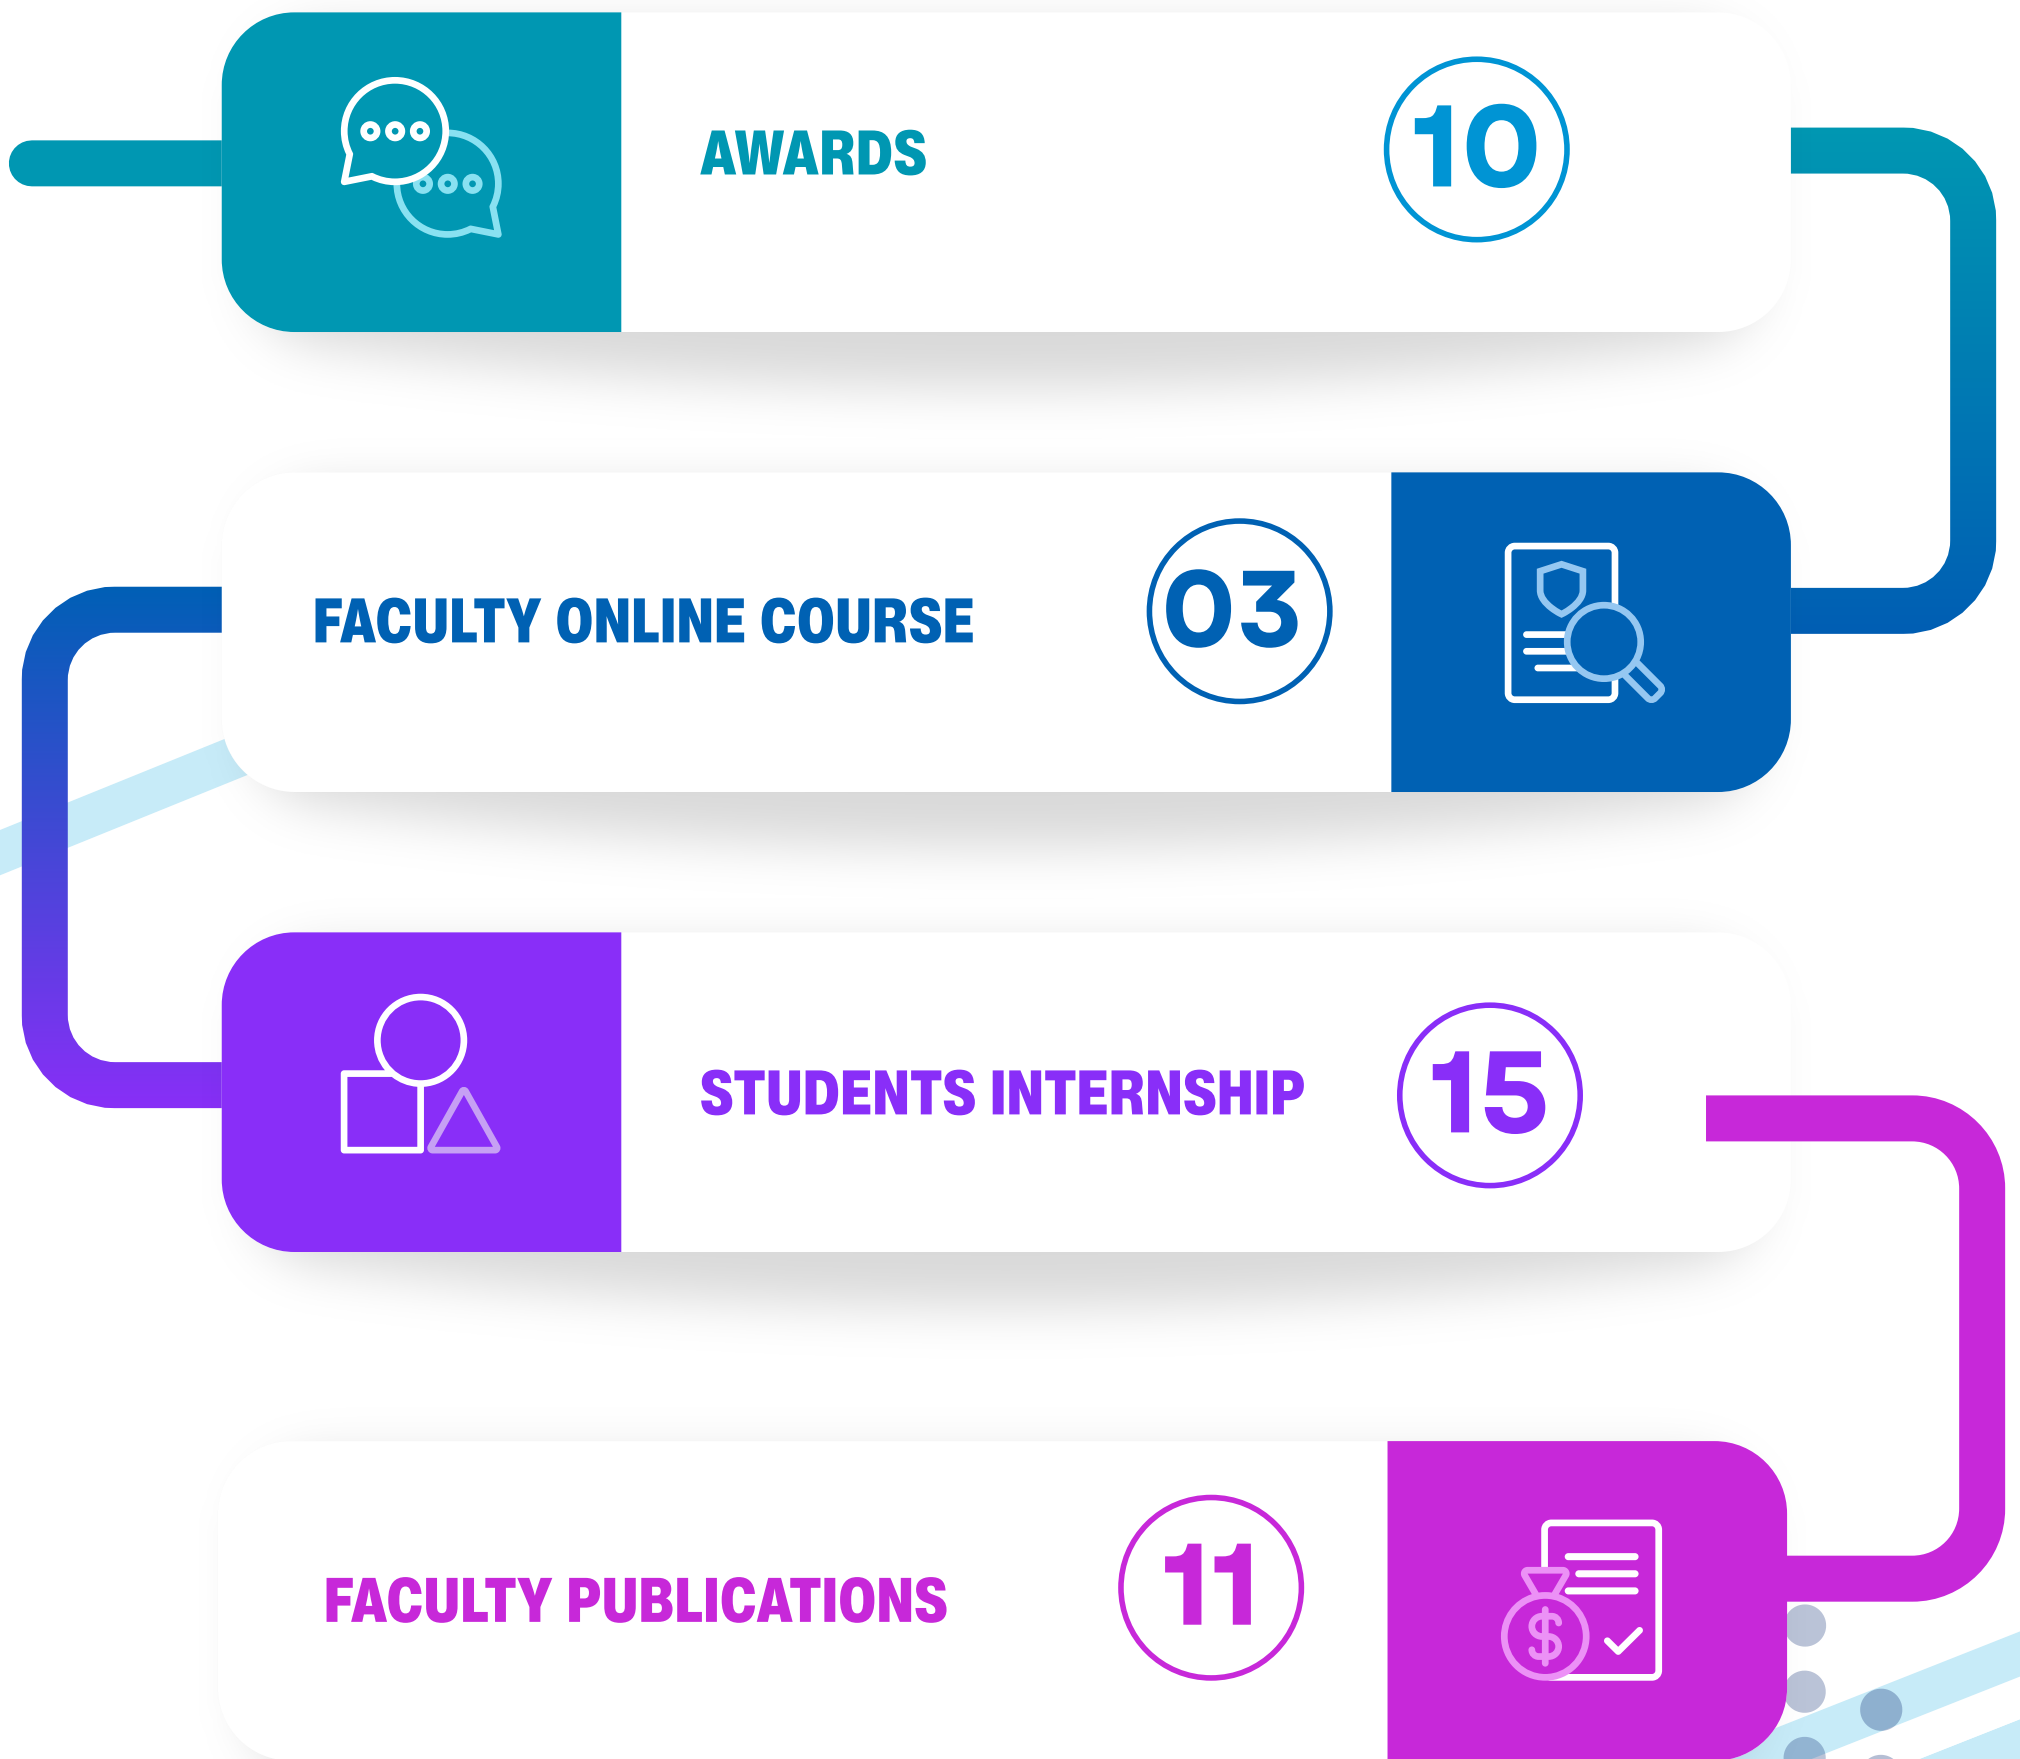 AWARDS
10
FACULTY ONLINE COURSE
03
STUDENTS INTERNSHIP
15
FACULTY PUBLICATIONS
11